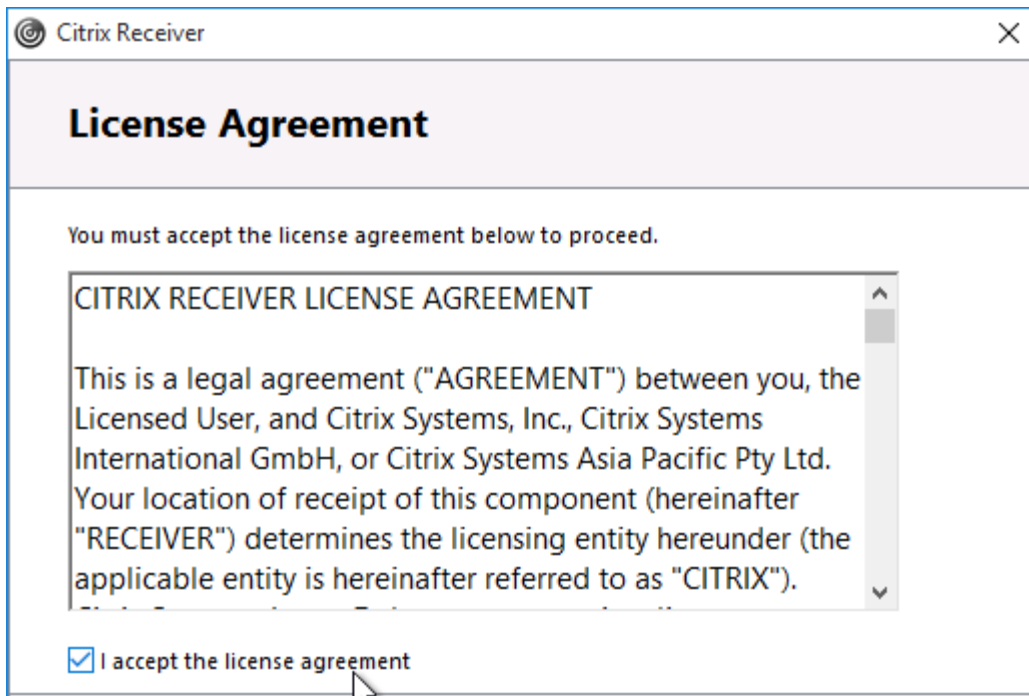 Citrix Receiver
License Agreement
You must accept the license agreement below to proceed.
CITRIX RECEIVER LICENSE AGREEMENT
This is a legal agreement ("AGREEMENT") between you, the
Licensed User, and Citrix Systems, Inc., Citrix Systems
International GmbH, or Citrix Systems Asia Pacific Pty Ltd.
Your location of receipt of this component (hereinafter
"RECEIVER") determines the licensing entity hereunder (the
applicable entity is hereinafter referred to as "CITRIX").
I accept the license agreement